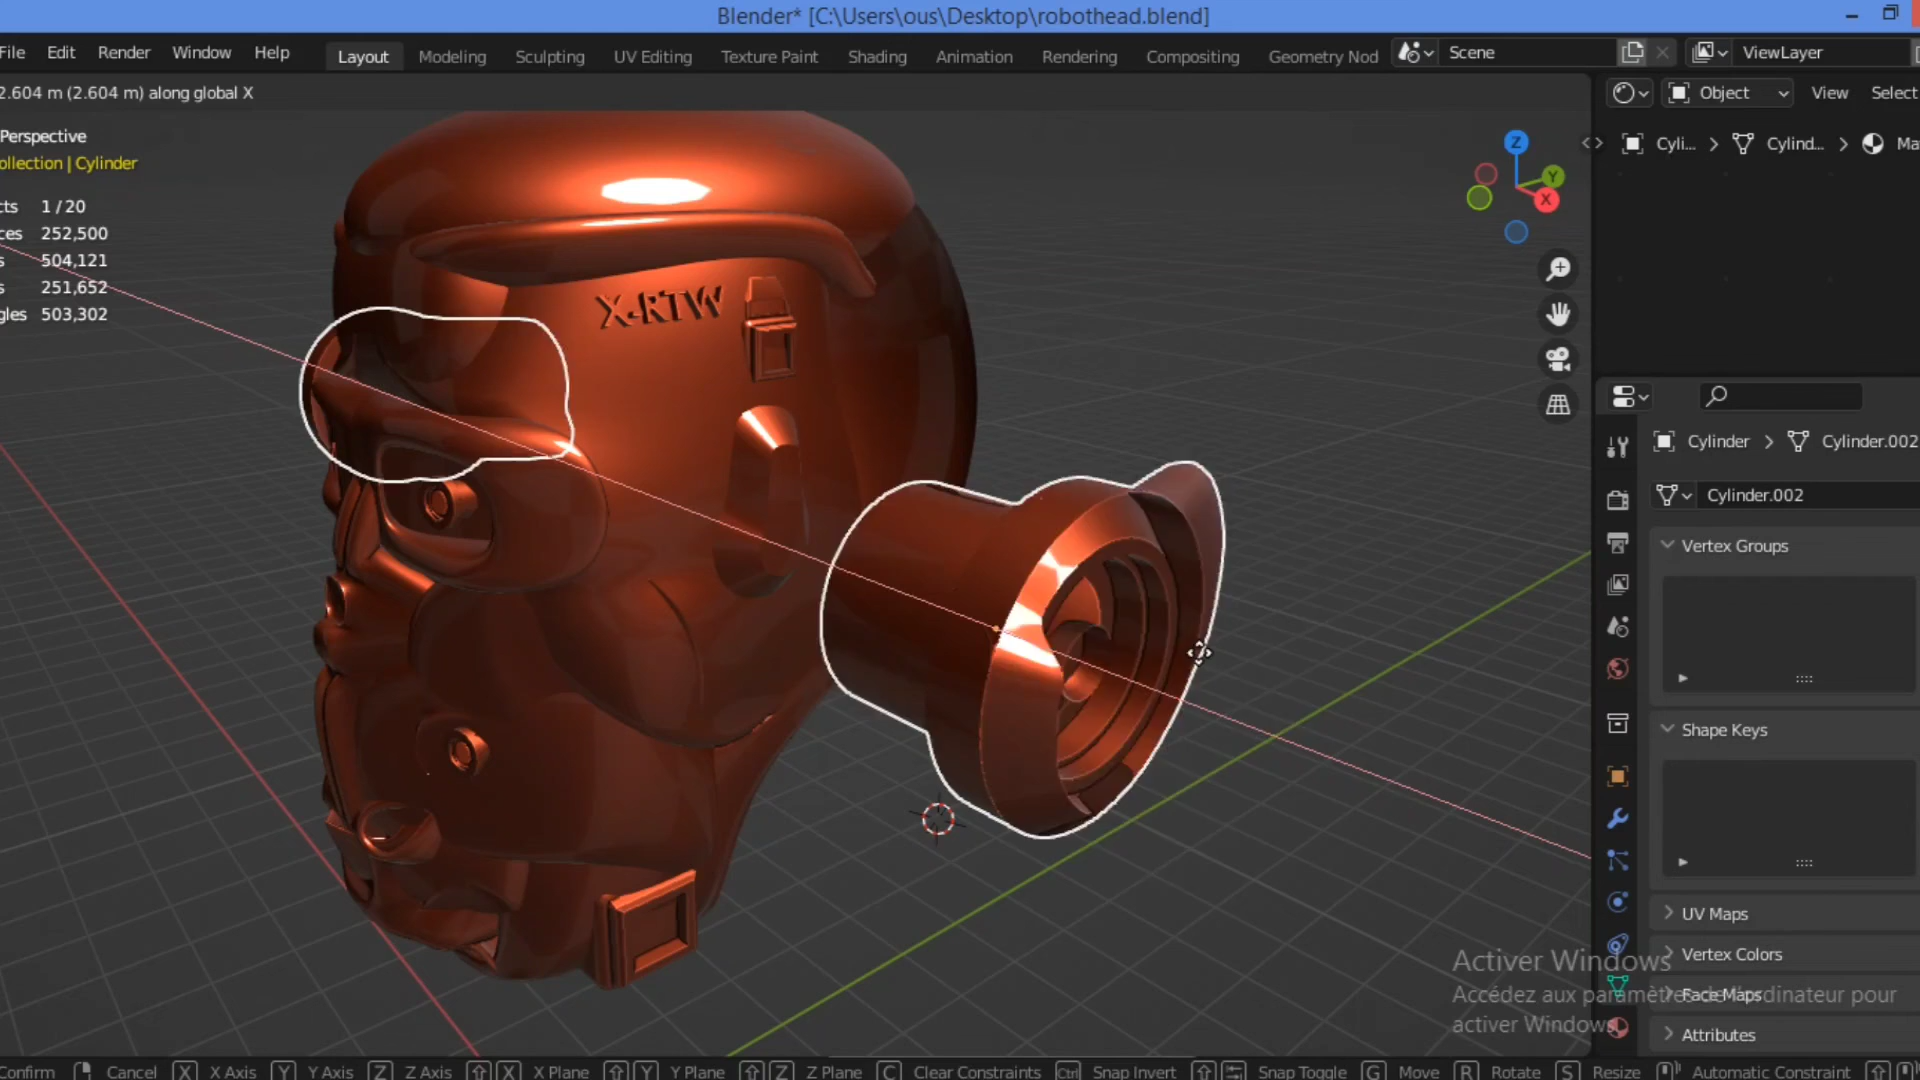 Blender* [C:\Users\ous\Desktop\robothead.blend]
File Edit Render Window Help Layout Modeling Sculpting UV Editing Texture Paint Shading Animation Rendering Compositing Geometry Nod Scene ViewLayer
2.604 m (2.604 m) along global X
Object View Select
Perspective
ollection | Cylinder
Cyli... > Cylind... > Ma
cts 1/20
ces 252,500
s 504,121
s 251,652
gles 503,302
X-RTW
Z
Y
X
Cylinder > Cylinder.002
Cylinder.002
Vertex Groups
Shape Keys
UV Maps
Vertex Colors
Face Maps
Attributes
Activer Windows
Accédez aux paramètres de l'ordinateur pour
activer Windows.
Confirm Cancel X X Axis Y Y Axis Z Z Axis X X Plane Y Y Plane Z Z Plane C Clear Constraints Ctrl Snap Invert Snap Toggle G Move R Rotate S Resize Automatic Constraint